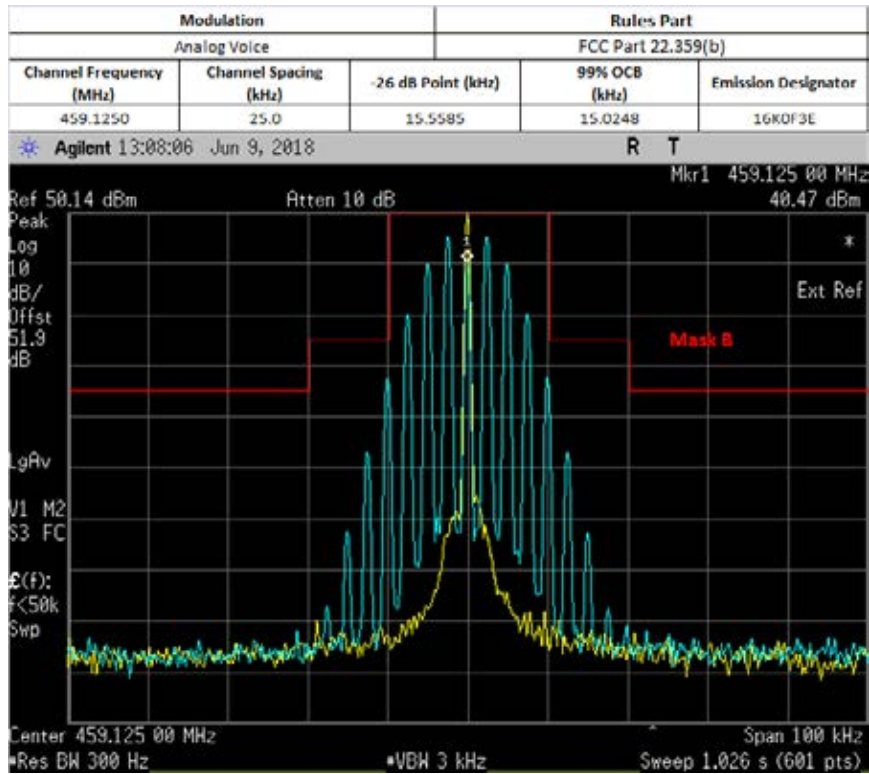 Modulation Rules Part
Analog Voice FCC Part 22.359(b)
Channel Frequency (MHz) Channel Spacing (kHz) -26 dB Point (kHz) 99% OCB (kHz) Emission Designator
459.1250 25.0 15.5585 15.0248 16K0F3E
Agilent 13:08:06 Jun 9, 2018 R T
Mkr1 459.125 00 MHz
Ref 50.14 dBm Atten 10 dB 40.47 dBm
Peak
Log
10
dB/
Offst
51.9
dB
1
*
Ext Ref
Mask B
LgAv
V1 M2
S3 FC
£(f):
f<50k
Swp
Center 459.125 00 MHz Span 100 kHz
#Res BW 300 Hz #VBW 3 kHz Sweep 1.026 s (601 pts)